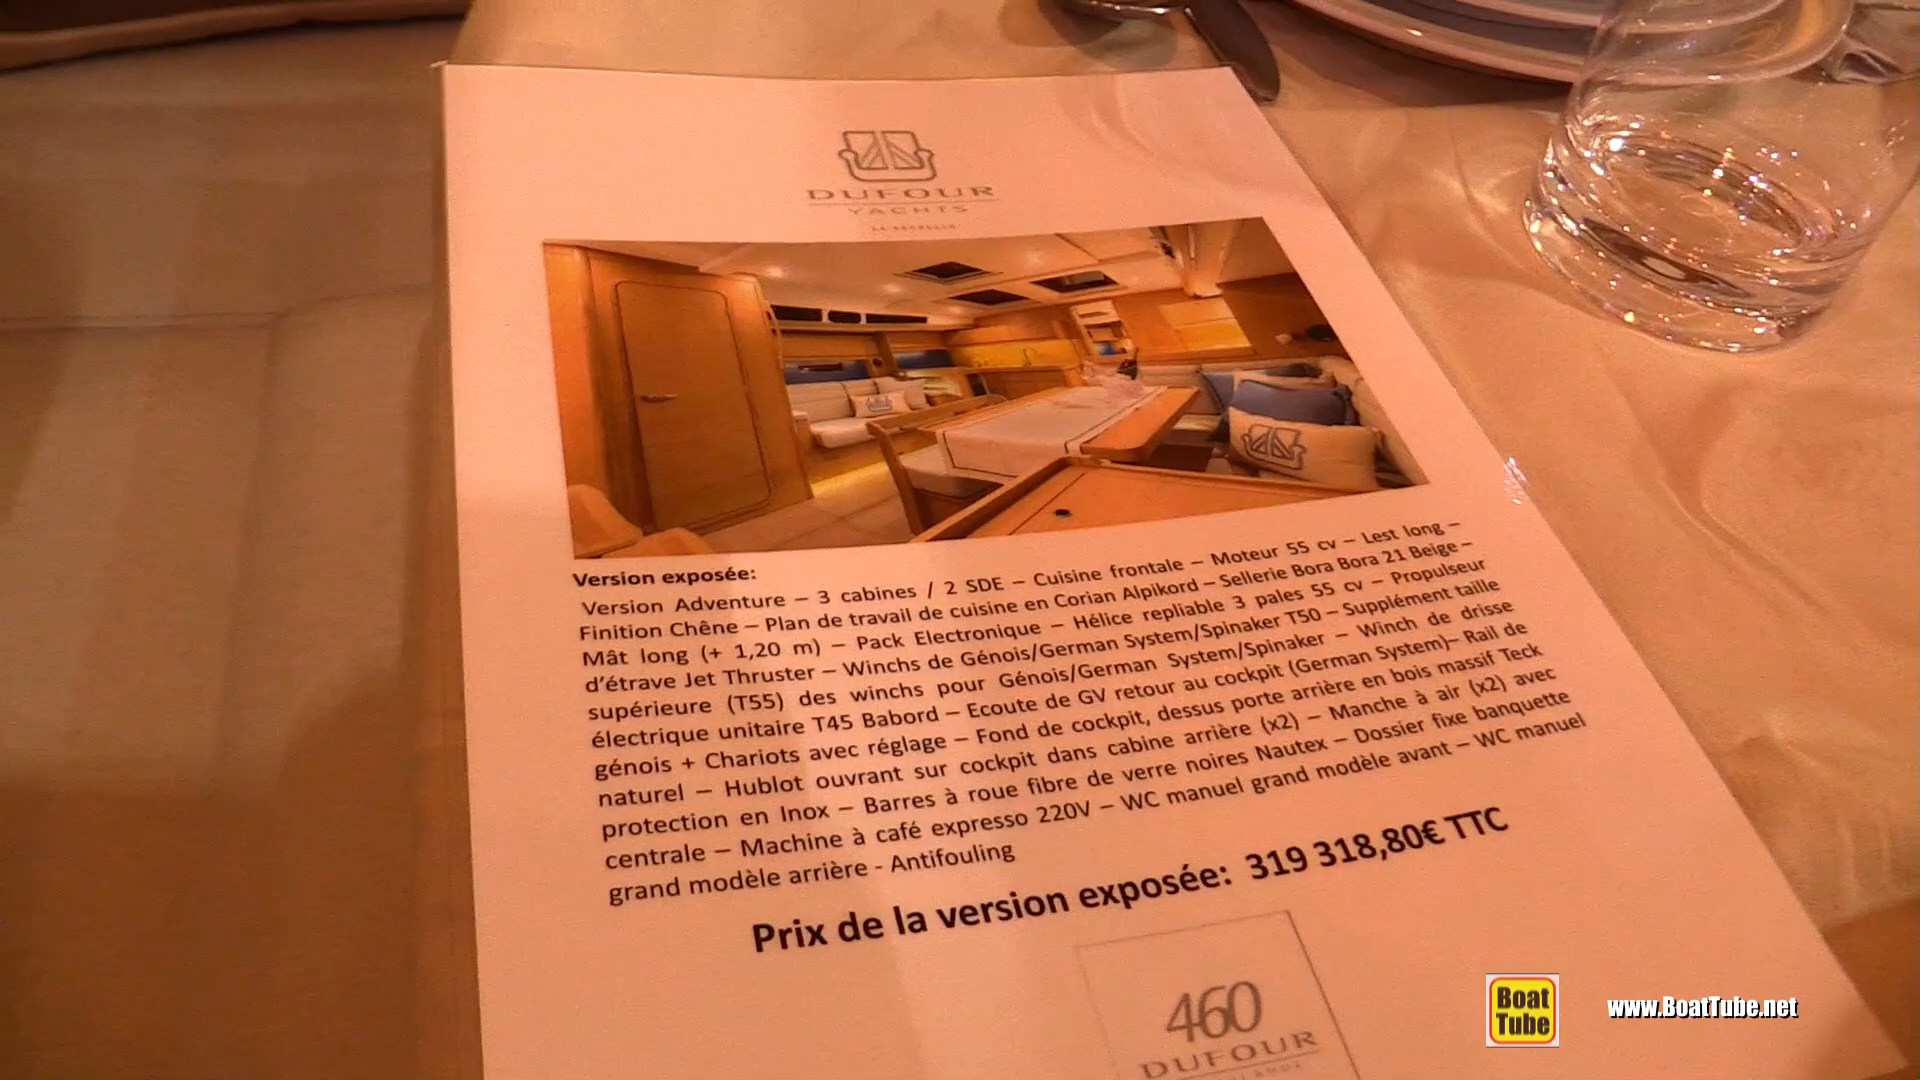 DUFOUR
YACHTS
Version exposée:
Version Adventure – 3 cabines / 2 SDE – Cuisine frontale – Moteur 55 cv – Lest long –
Finition Chêne – Plan de travail de cuisine en Corian Alpikord – Sellerie Bora Bora 21 Beige –
Mât long (+ 1,20 m) – Pack Electronique – Hélice repliable 3 pales 55 cv – Propulseur
d'étrave Jet Thruster – Winchs de Génois/German System/Spinaker T50 – Supplément taille
supérieure (T55) des winchs pour Génois/German System/Spinaker – Winch de drisse
électrique unitaire T45 Babord – Ecoute de GV retour au cockpit (German System)– Rail de
génois + Chariots avec réglage – Fond de cockpit, dessus porte arrière en bois massif Teck
naturel – Hublot ouvrant sur cockpit dans cabine arrière (x2) – Manche à air (x2) avec
protection en Inox – Barres à roue fibre de verre noires Nautex – Dossier fixe banquette
centrale – Machine à café expresso 220V – WC manuel grand modèle avant – WC manuel
grand modèle arrière - Antifouling
Prix de la version exposée: 319 318,80€ TTC
460
DUFOUR
Boat
Tube
www.BoatTube.net